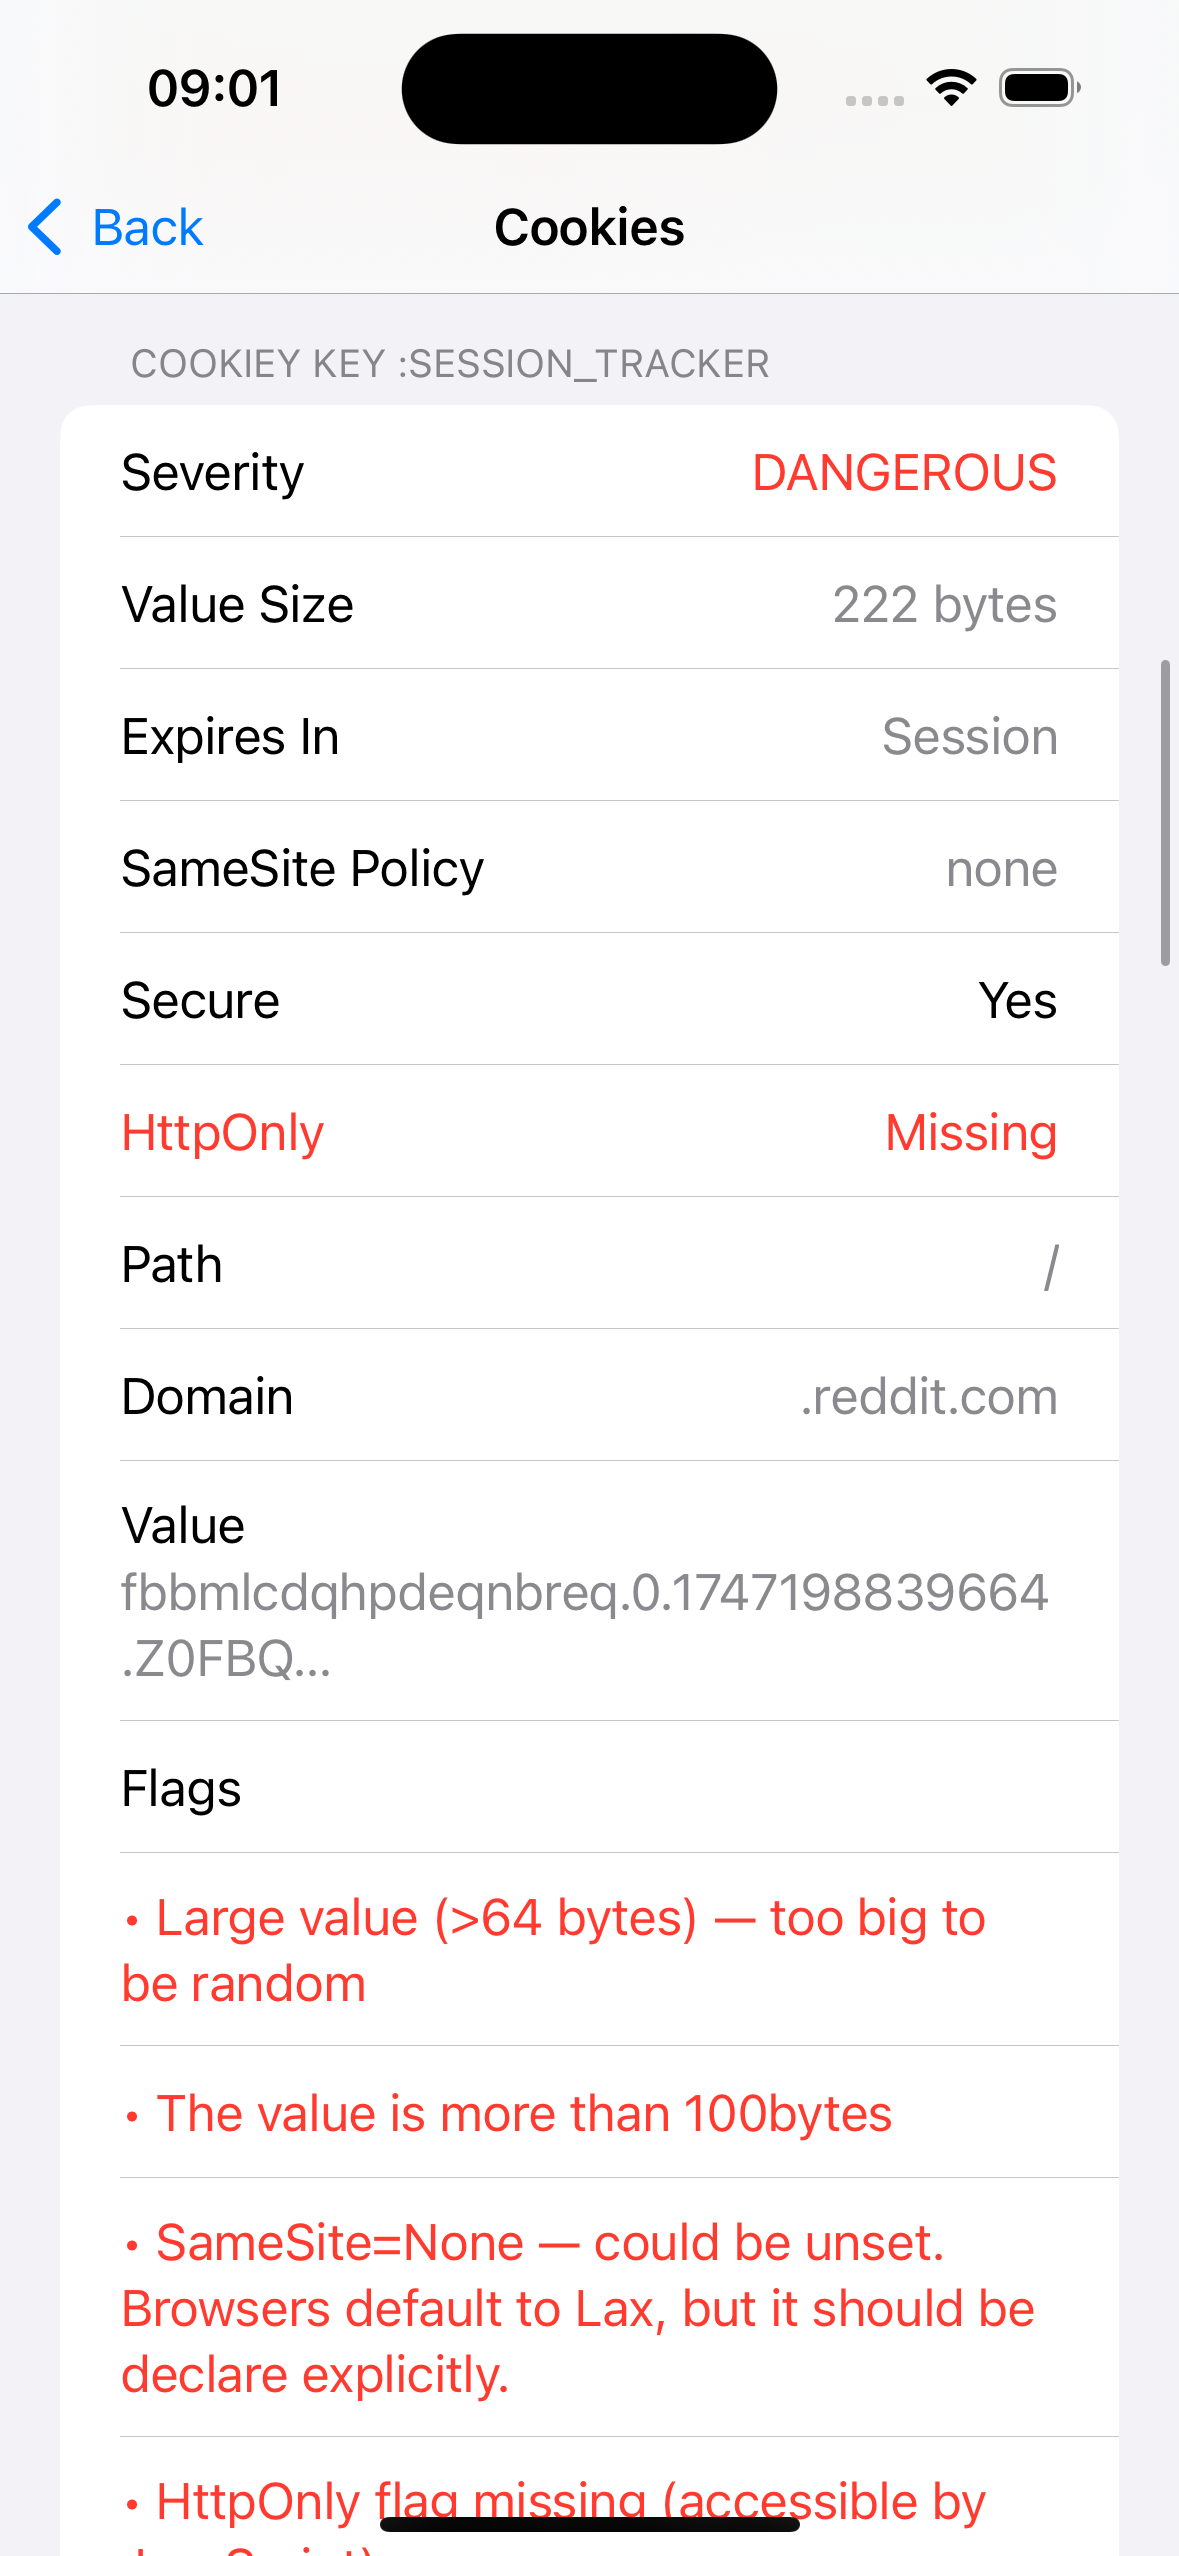 09:01
Back
Cookies
COOKIEY KEY :SESSION_TRACKER
Severity DANGEROUS
Value Size 222 bytes
Expires In Session
SameSite Policy none
Secure Yes
HttpOnly Missing
Path /
Domain .reddit.com
Value
fbbmlcdqhpdeqnbreq.0.1747198839664
.Z0FBQ...
Flags
• Large value (>64 bytes) — too big to
be random
• The value is more than 100bytes
• SameSite=None — could be unset.
Browsers default to Lax, but it should be
declare explicitly.
• HttpOnly flag missing (accessible by